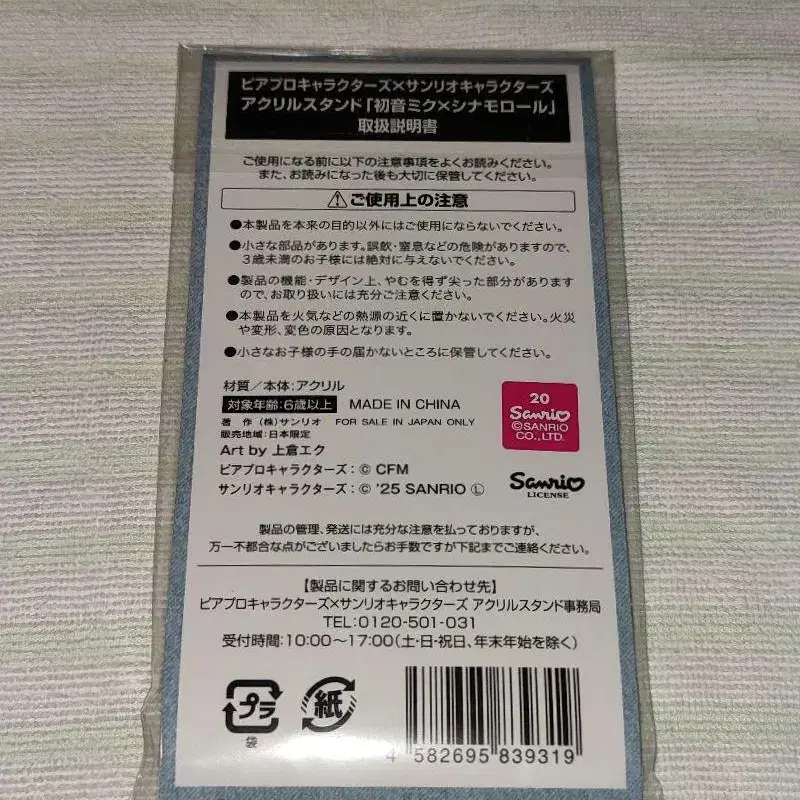 ピアプロキャラクターズ×サンリオキャラクターズ
アクリルスタンド「初音ミク×シナモロール」
取扱説明書
ご使用になる前に以下の注意事項をよくお読みください。
また、お読みになった後も大切に保管してください。
⚠ご使用上の注意
●本製品を本来の目的以外にはご使用にならないでください。
●小さな部品があります。誤飲・窒息などの危険がありますので、
3歳未満のお子様には絶対に与えないでください。
●製品の機能・デザイン上、やむを得ず尖った部分があります
ので、お取り扱いには充分ご注意ください。
●本製品を火気などの熱源の近くに置かないでください。火災
や変形、変色の原因となります。
●小さなお子様の手の届かないところに保管してください。
材質/本体:アクリル
対象年齢:6歳以上 MADE IN CHINA
著 作 (株)サンリオ FOR SALE IN JAPAN ONLY
販売地域:日本限定
Art by 上倉エク
ピアプロキャラクターズ:© CFM
サンリオキャラクターズ:© '25 SANRIO Ⓛ
20
Sanrio
©SANRIO
CO.,LTD.
Sanrio
LICENSE
製品の管理、発送には充分な注意を払っておりますが、
万一不都合な点がございましたらお手数ですが下記までご連絡ください。
【製品に関するお問い合わせ先】
ピアプロキャラクターズ×サンリオキャラクターズ アクリルスタンド事務局
TEL:0120-501-031
受付時間:10:00～17:00(土・日・祝日、年末年始を除く)
プラ
袋
紙
4 582695 839319